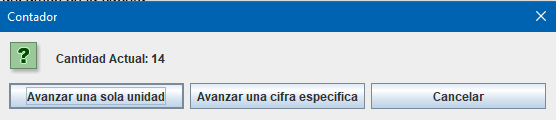 Contador
Cantidad Actual: 14
Avanzar una sola unidad
Avanzar una cifra especifica
Cancelar